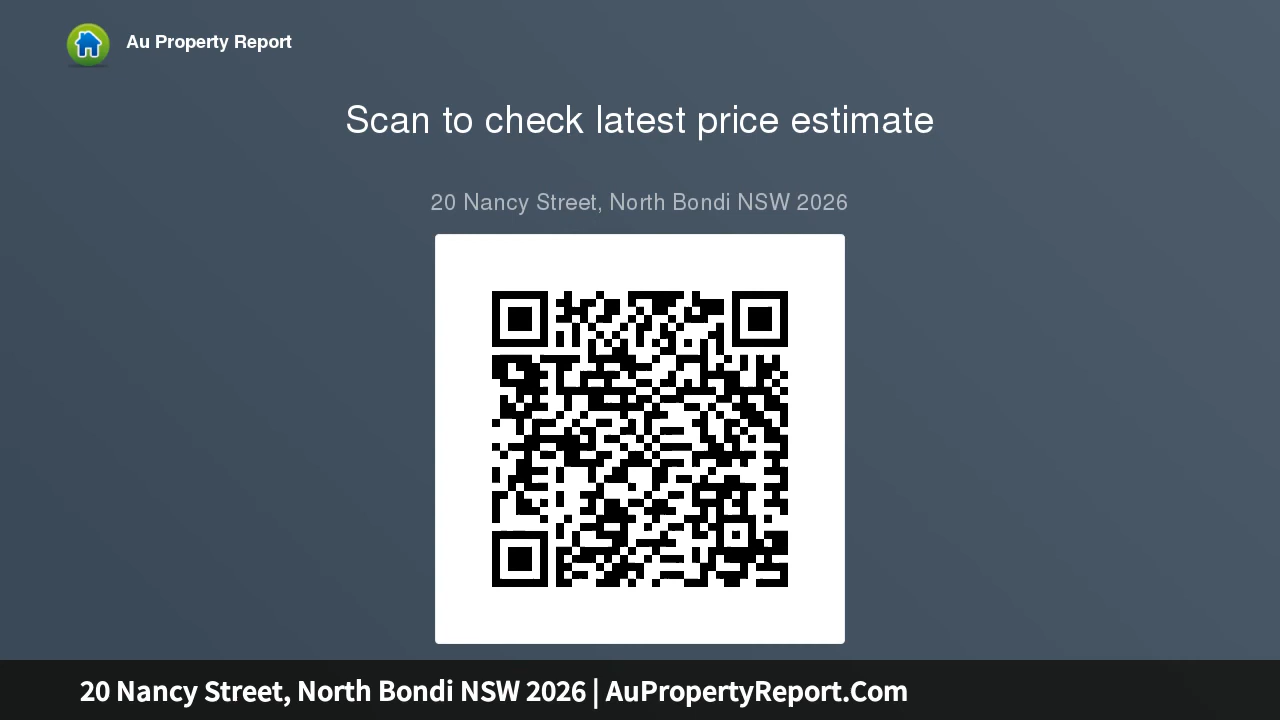 Au Property Report
Scan to check latest price estimate
20 Nancy Street, North Bondi NSW 2026
20 Nancy Street, North Bondi NSW 2026 | AuPropertyReport.Com